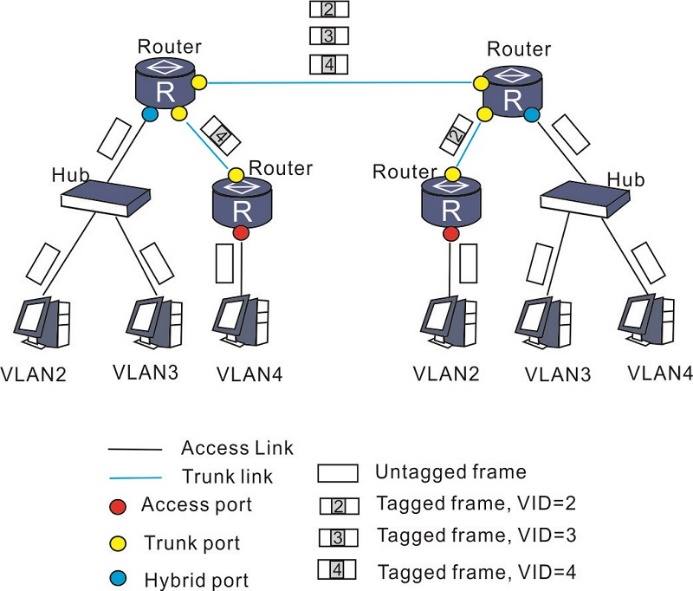 2
3
4
Router
Router
R
R
4
2
Hub
Router
Router
Hub
R
R
VLAN2
VLAN3
VLAN4
VLAN2
VLAN3
VLAN4
Access Link
Trunk link
Access port
Trunk port
Hybrid port
Untagged frame
2 Tagged frame, VID=2
3 Tagged frame, VID=3
4 Tagged frame, VID=4